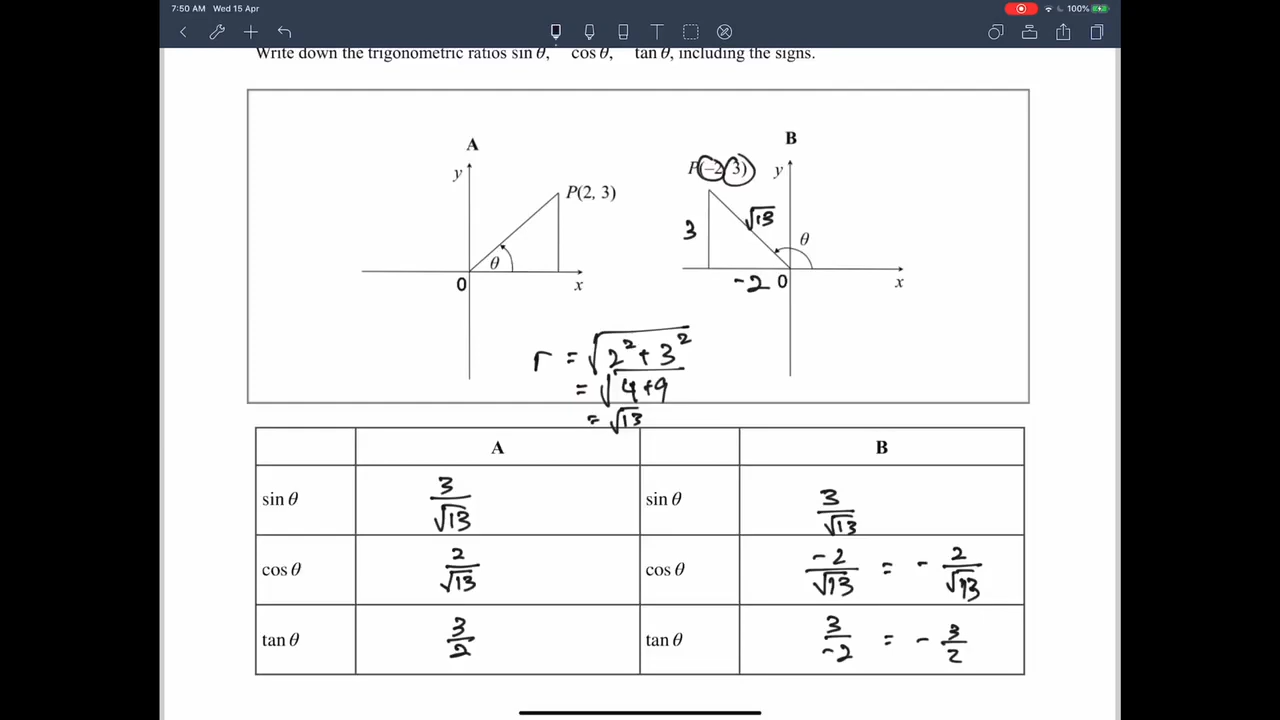 7:50 AM Wed 15 Apr 100%
Write down the trigonometric ratios sin θ, cos θ, tan θ, including the signs.
A
y
P(2, 3)
θ
0
x
B
P(–2, 3)
y
3
√13
θ
-2
0
x
r = √(2² + 3²)
= √(4+9)
= √13
A B
sin θ 3/√13 sin θ 3/√13
cos θ 2/√13 cos θ -2/√13 = - 2/√13
tan θ 3/2 tan θ 3/-2 = - 3/2